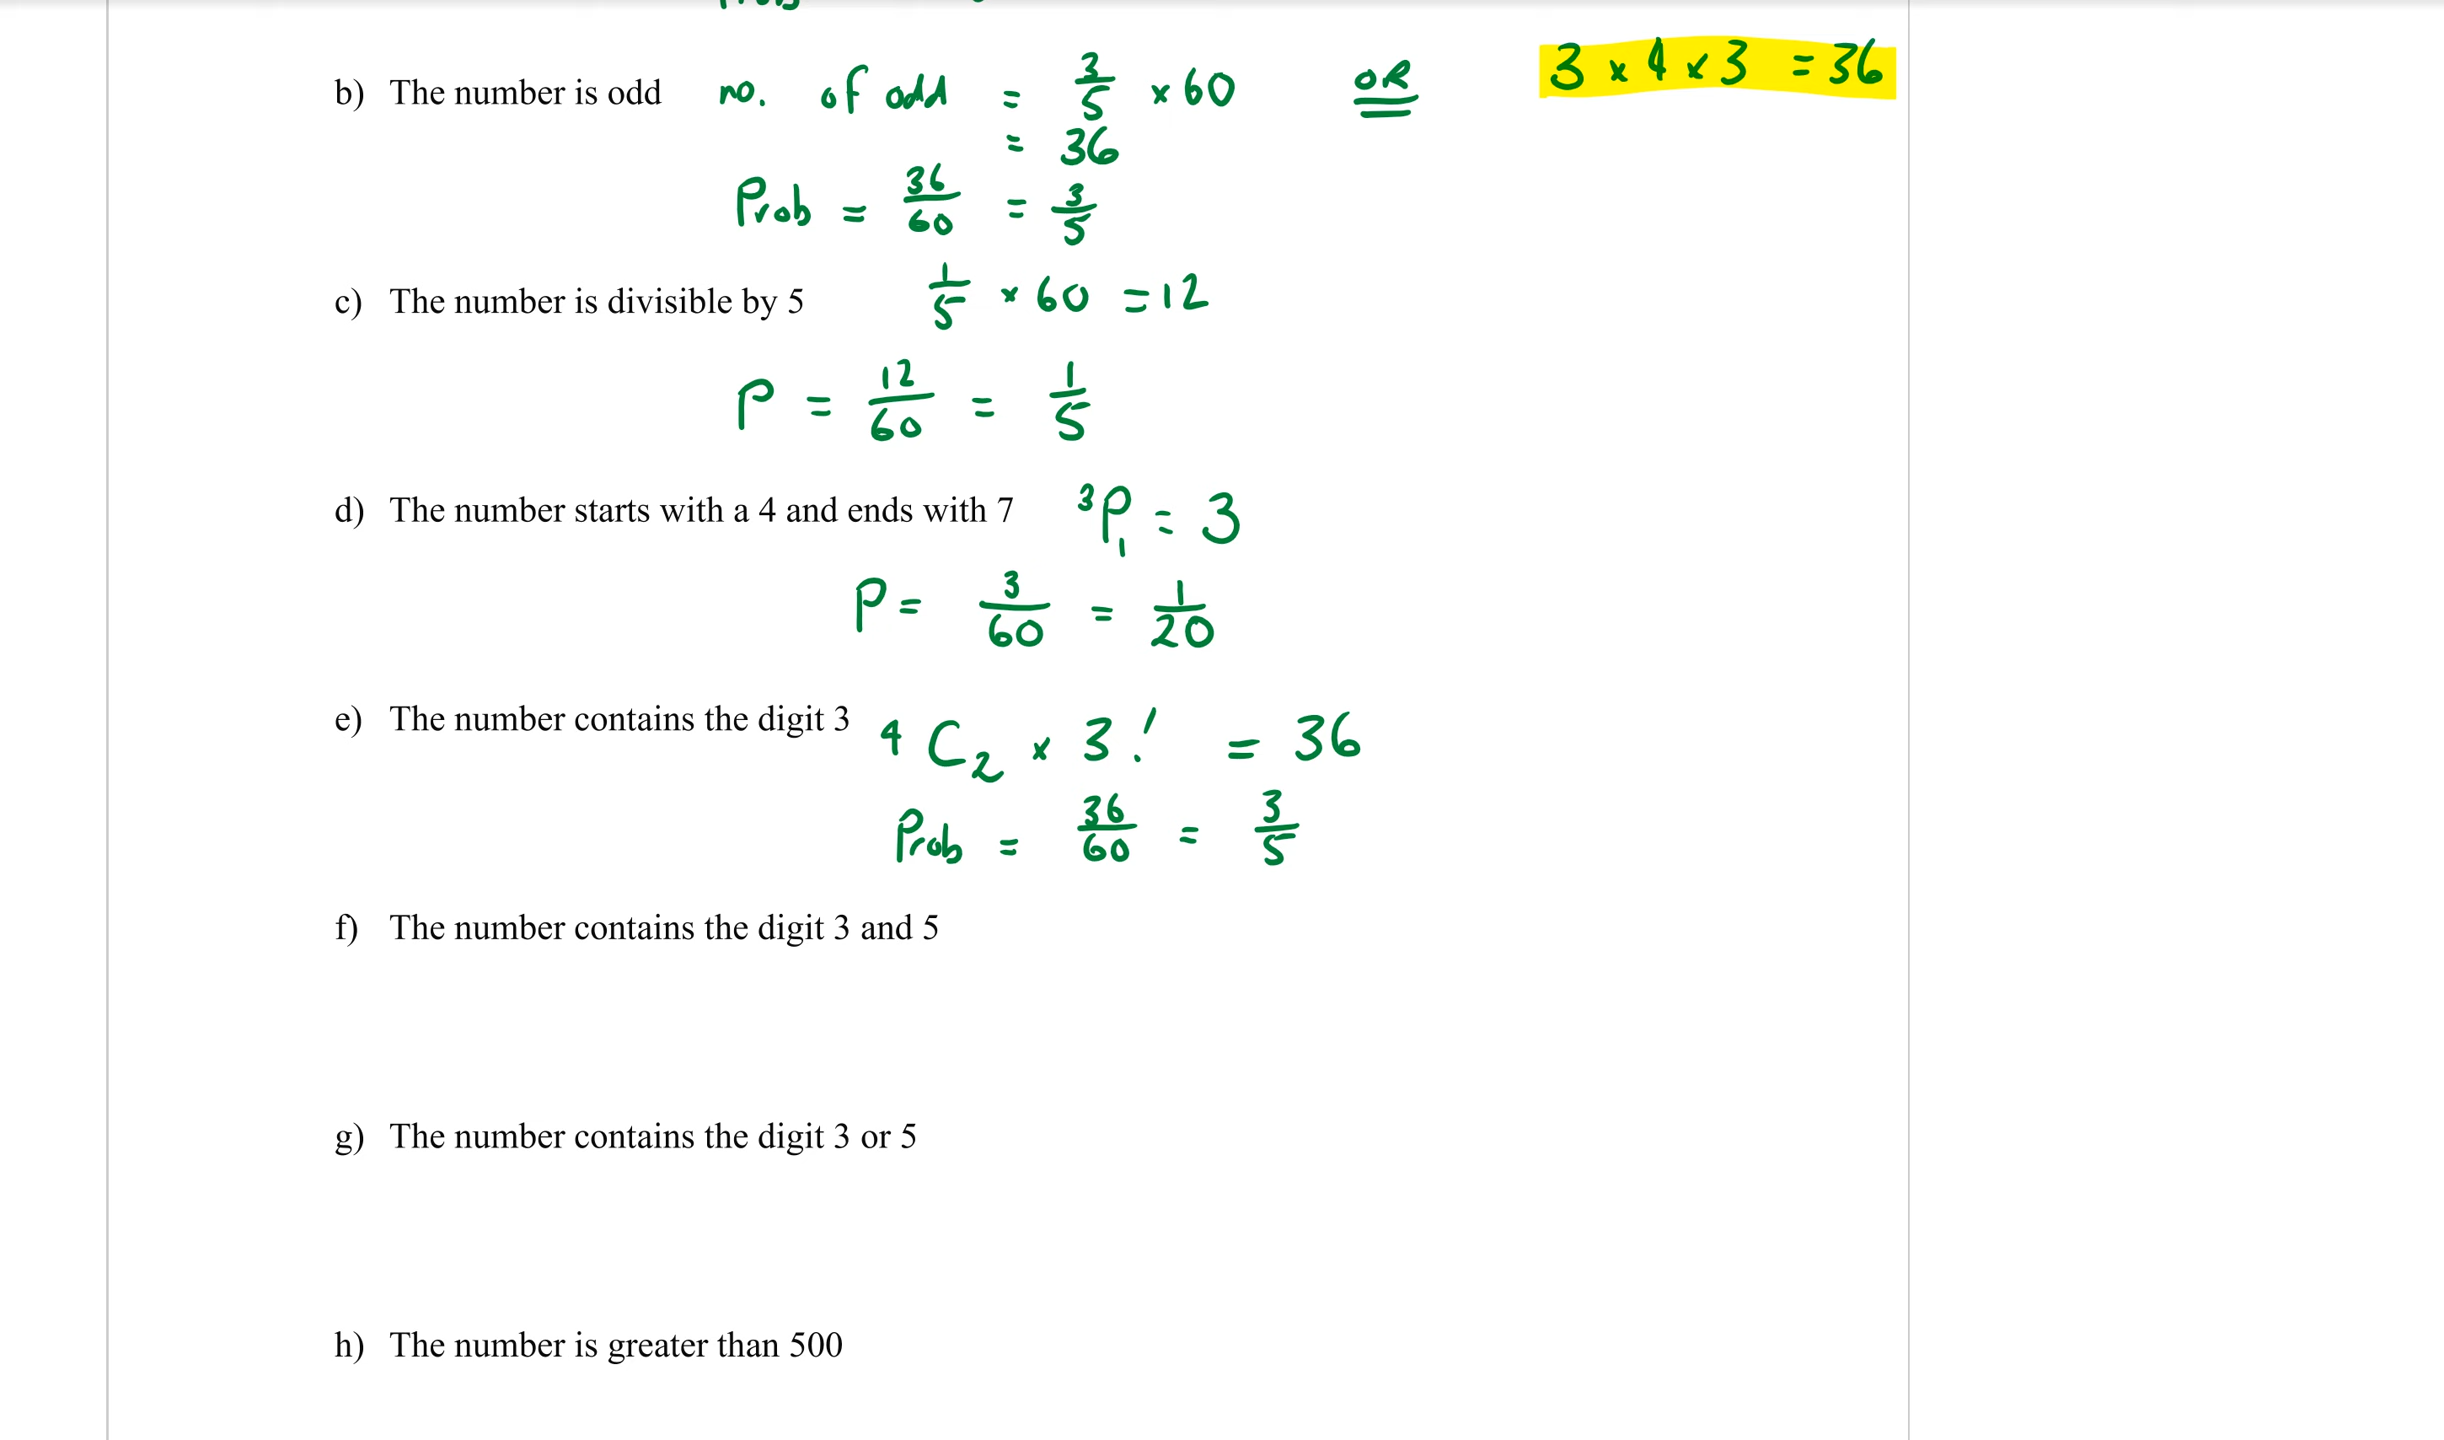 b) The number is odd no. of odd = 3/5 × 60 OR 3 × 4 × 3 = 36
= 36
Prob = 36/60 = 3/5
c) The number is divisible by 5 1/5 × 60 = 12
P = 12/60 = 1/5
d) The number starts with a 4 and ends with 7 ³P₁ = 3
P = 3/60 = 1/20
e) The number contains the digit 3 ⁴C₂ × 3! = 36
Prob = 36/60 = 3/5
f) The number contains the digit 3 and 5
g) The number contains the digit 3 or 5
h) The number is greater than 500